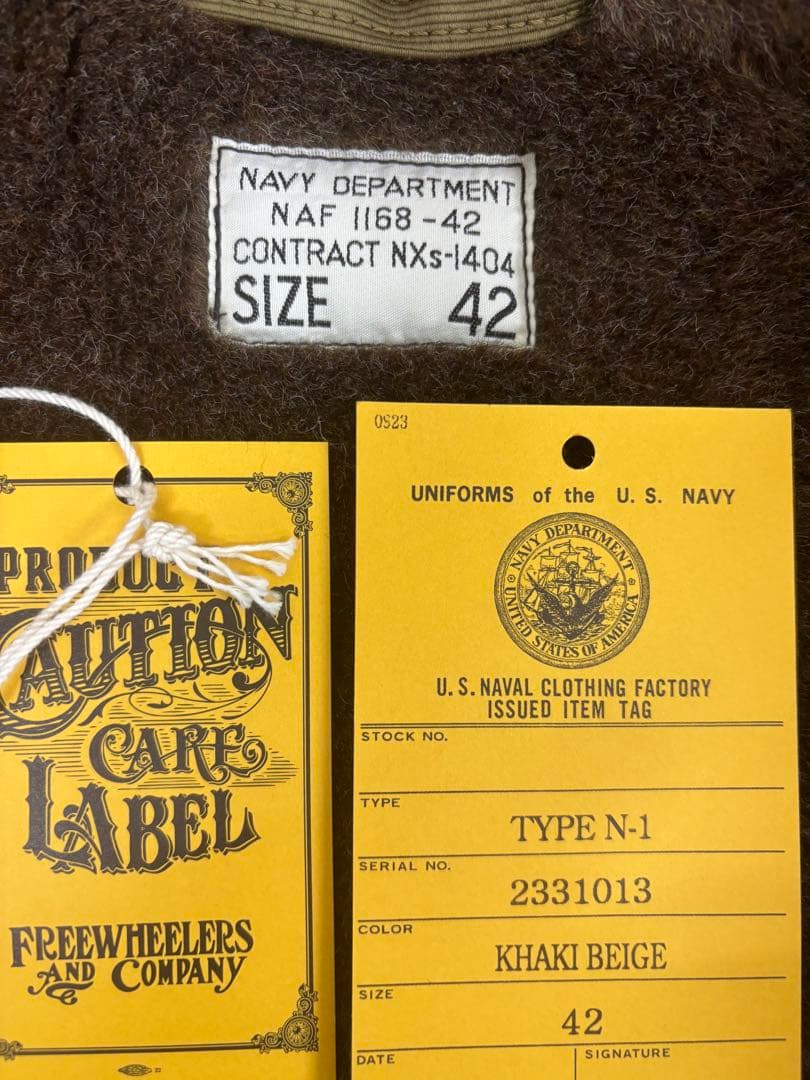 NAVY DEPARTMENT
NAF 1168-42
CONTRACT NXs-1404
SIZE 42
PRODUCT
CAUTION
CARE
LABEL
FREEWHEELERS
AND COMPANY
0S23
UNIFORMS of the U. S. NAVY
NAVY DEPARTMENT
UNITED STATES OF AMERICA
U.S. NAVAL CLOTHING FACTORY
ISSUED ITEM TAG
STOCK NO.
TYPE
TYPE N-1
SERIAL NO.
2331013
COLOR
KHAKI BEIGE
SIZE
42
DATE
SIGNATURE